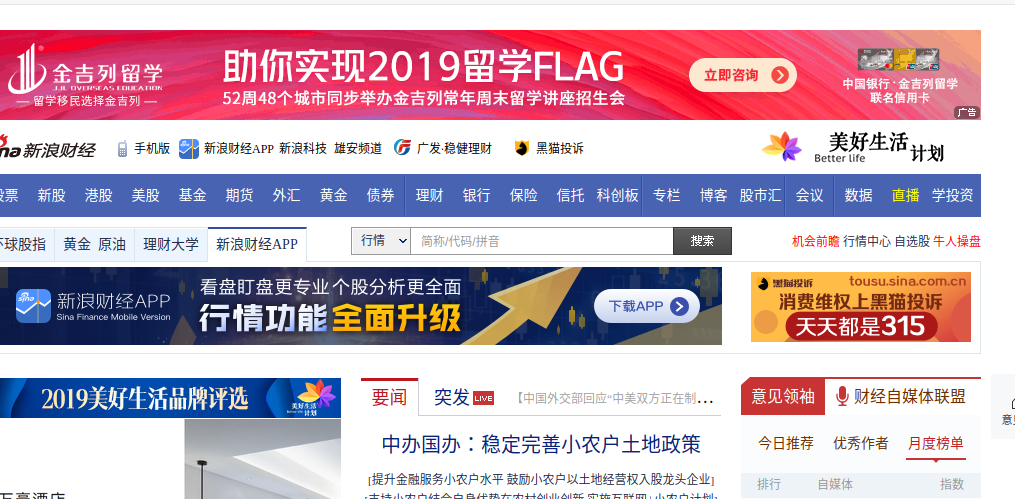 金吉列留学
JJL OVERSEAS EDUCATION
— 留学移民选择金吉列 —
助你实现2019留学FLAG
52周48个城市同步举办金吉列常年周末留学讲座招生会
立即咨询
中国银行·金吉列留学
联名信用卡
广告
新浪财经
手机版 新浪财经APP 新浪科技 雄安频道 广发·稳健理财 黑猫投诉
美好生活
Better life 计划
股票 新股 港股 美股 基金 期货 外汇 黄金 债券 理财 银行 保险 信托 科创板 专栏 博客 股市汇 会议 数据 直播 学投资
环球股指 黄金 原油 理财大学 新浪财经APP
行情 简称/代码/拼音 搜索
机会前瞻 行情中心 自选股 牛人操盘
sina
新浪财经APP
Sina Finance Mobile Version
看盘盯盘更专业个股分析更全面
行情功能 全面升级
下载APP
黑猫投诉 tousu.sina.com.cn
消费维权上黑猫投诉
天天都是315
2019美好生活品牌评选
美好生活
计划
要闻 突发 LIVE 【中国外交部回应“中美双方正在制...
中办国办：稳定完善小农户土地政策
[提升金融服务小农户水平 鼓励小农户以土地经营权入股龙头企业]
[支持小农户结合自身优势在农村创业创新 实施互联网+小农户计划]
意见领袖 财经自媒体联盟
今日推荐 优秀作者 月度榜单
排行 自媒体 指数